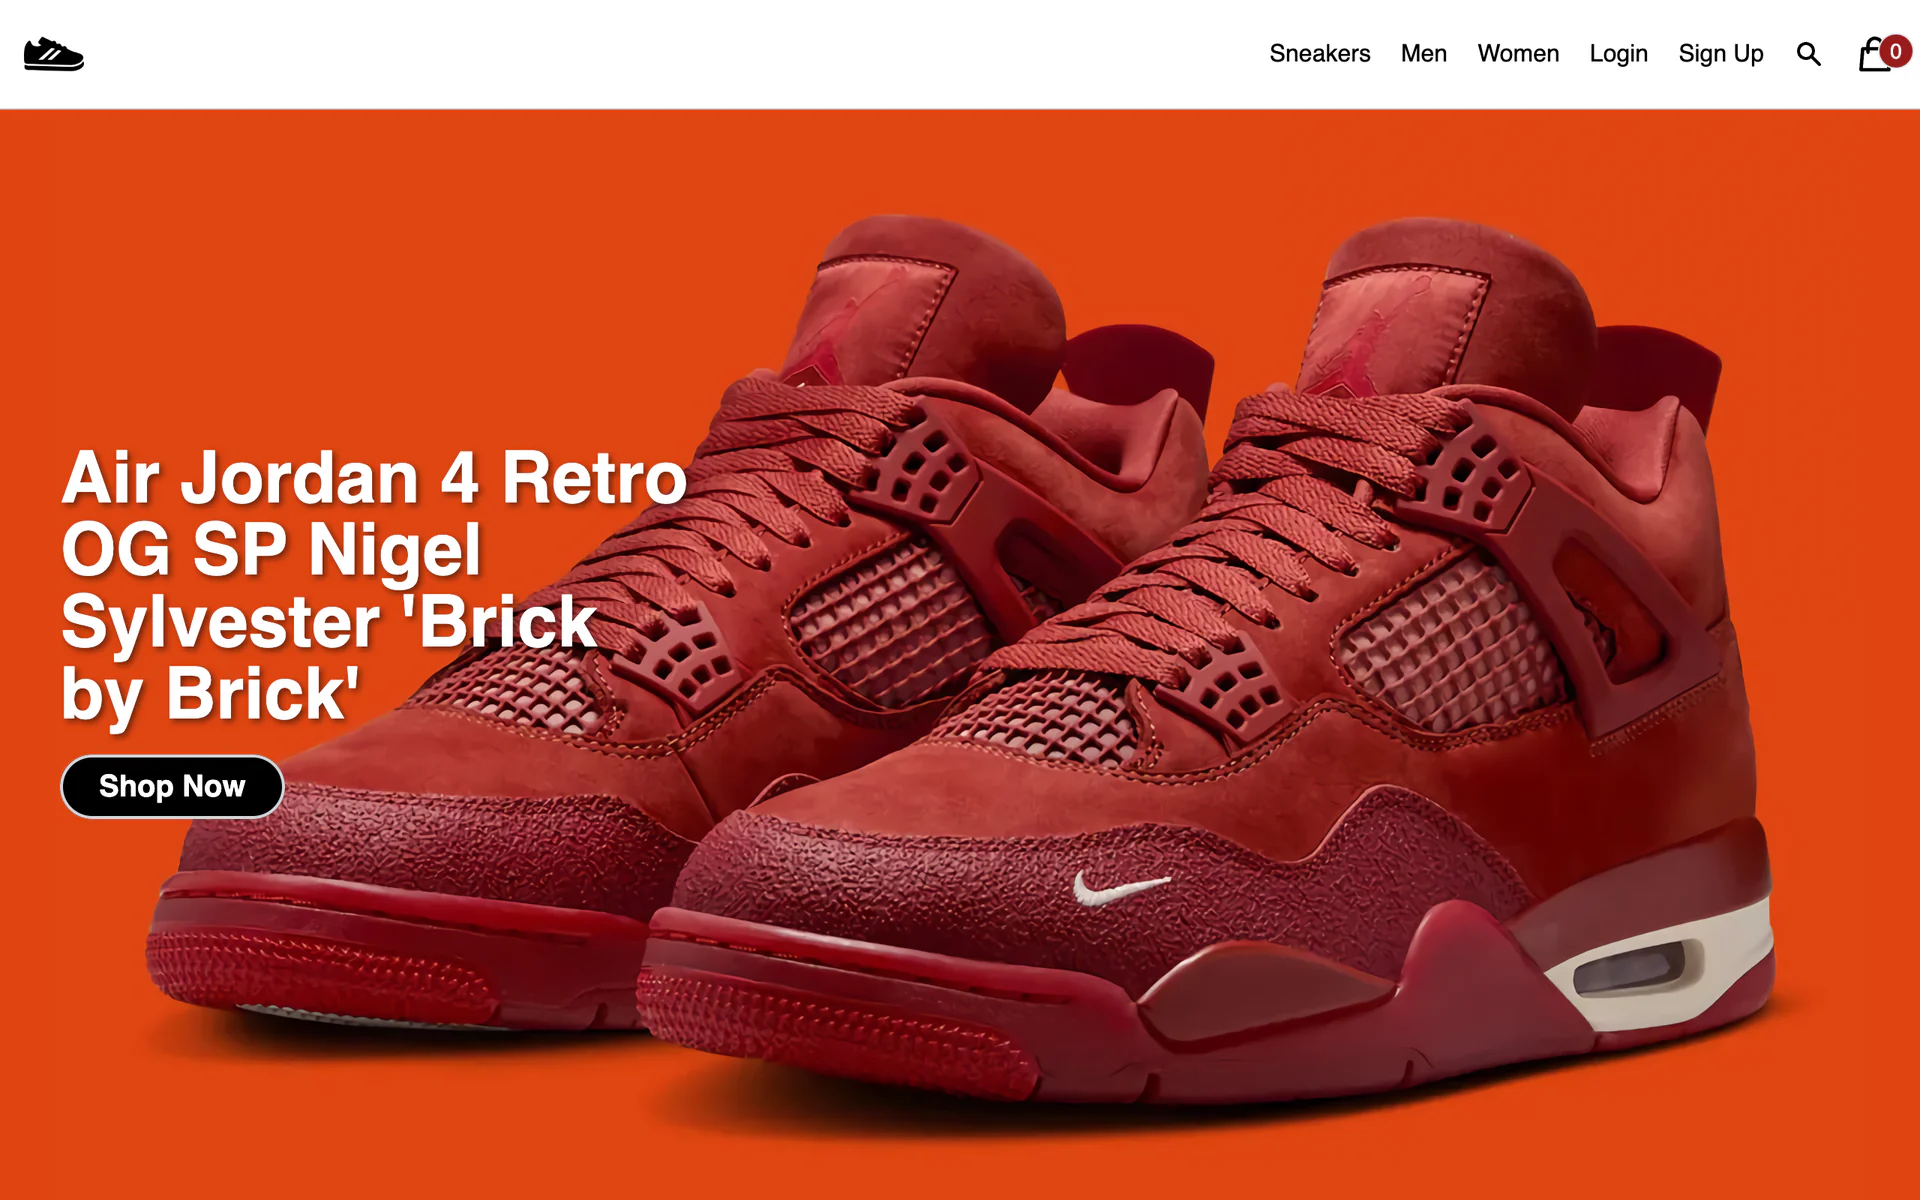 Sneakers Men Women Login Sign Up 0
Air Jordan 4 Retro
OG SP Nigel
Sylvester 'Brick
by Brick'
Shop Now